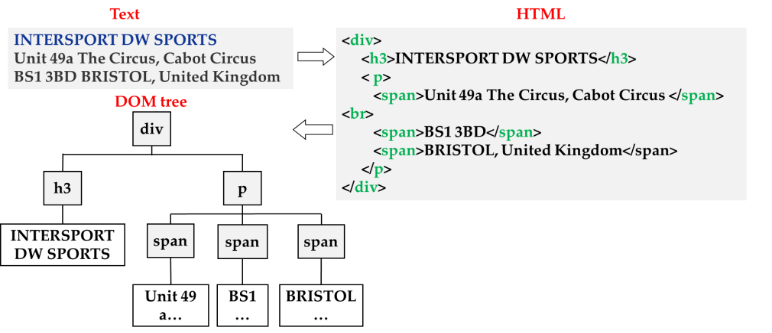 Text
INTERSPORT DW SPORTS
Unit 49a The Circus, Cabot Circus
BS1 3BD BRISTOL, United Kingdom
HTML
<div>
<h3>INTERSPORT DW SPORTS</h3>
< p>
<span>Unit 49a The Circus, Cabot Circus </span>
<br>
<span>BS1 3BD</span>
<span>BRISTOL, United Kingdom</span>
</p>
</div>
DOM tree
div
h3
p
INTERSPORT
DW SPORTS
span
span
span
Unit 49
a…
BS1
…
BRISTOL
…